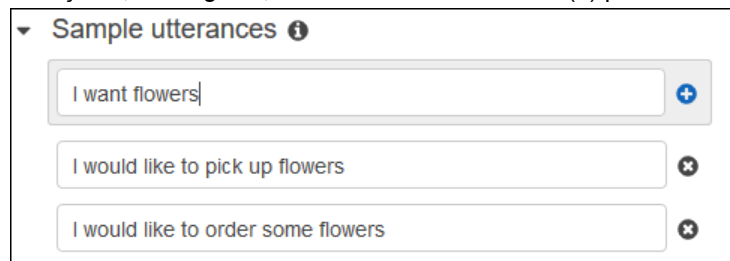 Sample utterances
I want flowers
I would like to pick up flowers
I would like to order some flowers